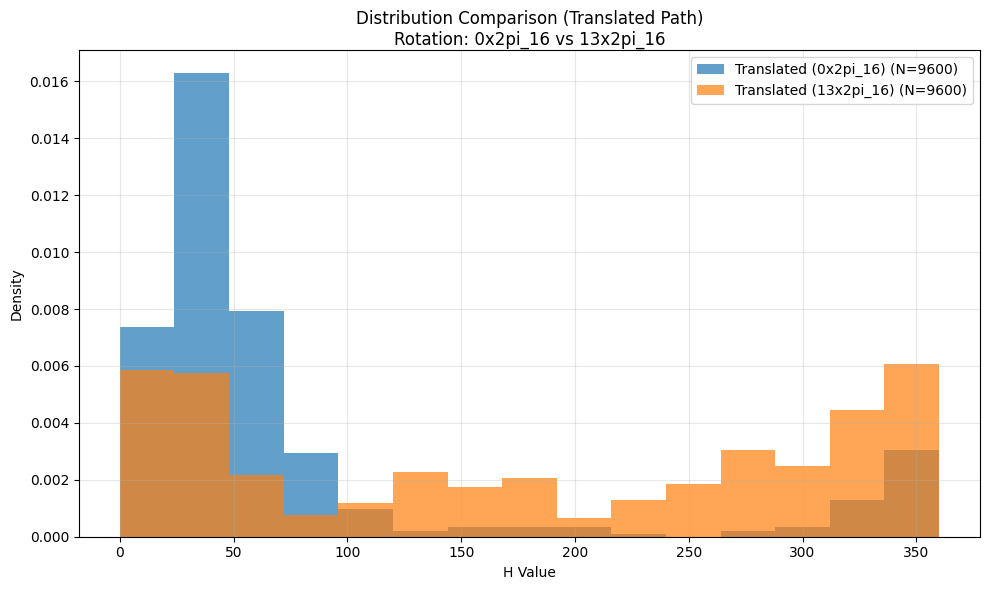 Distribution Comparison (Translated Path)
Rotation: 0x2pi_16 vs 13x2pi_16
Translated (0x2pi_16) (N=9600)
Translated (13x2pi_16) (N=9600)
0.016
0.014
0.012
0.010
0.008
0.006
0.004
0.002
0.000
Density
0 50 100 150 200 250 300 350
H Value